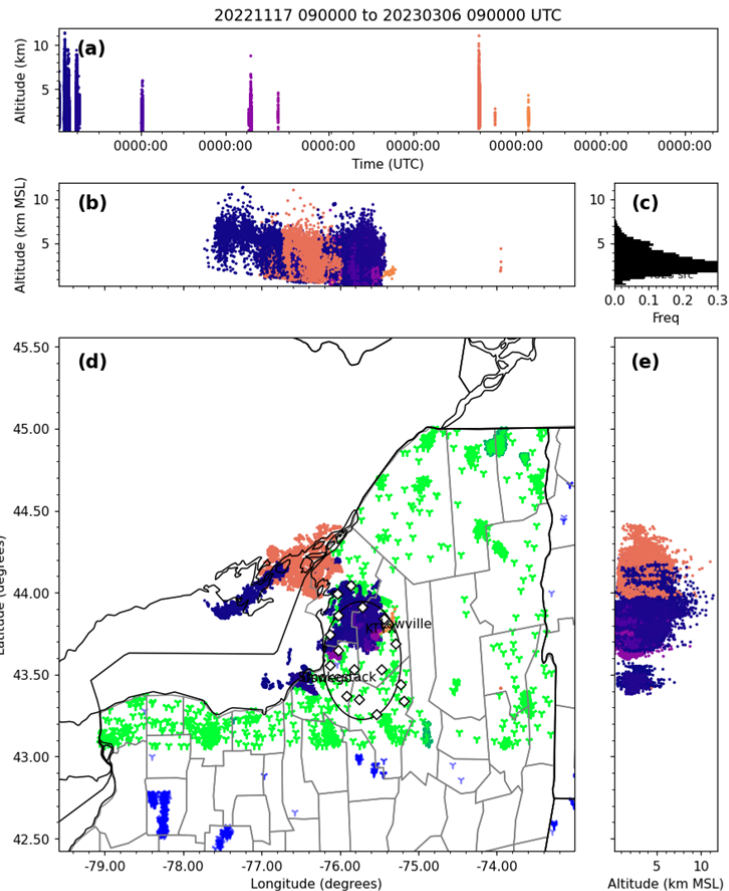 20221117 090000 to 20230306 090000 UTC
(a)
Altitude (km)
10
5
0000:00 0000:00 0000:00 0000:00 0000:00 0000:00 0000:00
Time (UTC)
(b)
Altitude (km MSL)
10
5
(c)
10
5
0.0 0.1 0.2 0.3
Freq
(d)
45.50
45.00
44.50
44.00
43.50
43.00
42.50
-79.00 -78.00 -77.00 -76.00 -75.00 -74.00
Longitude (degrees)
(e)
5 10
Altitude (km MSL)